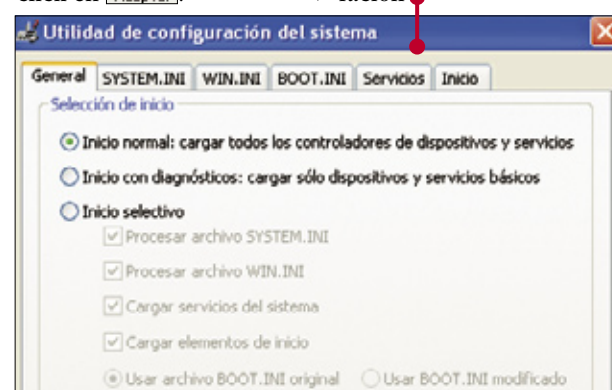 Utilidad de configuración del sistema
General SYSTEM.INI WIN.INI BOOT.INI Servicios Inicio
Selección de inicio
Inicio normal: cargar todos los controladores de dispositivos y servicios
Inicio con diagnósticos: cargar sólo dispositivos y servicios básicos
Inicio selectivo
Procesar archivo SYSTEM.INI
Procesar archivo WIN.INI
Cargar servicios del sistema
Cargar elementos de inicio
Usar archivo BOOT.INI original Usar BOOT.INI modificado